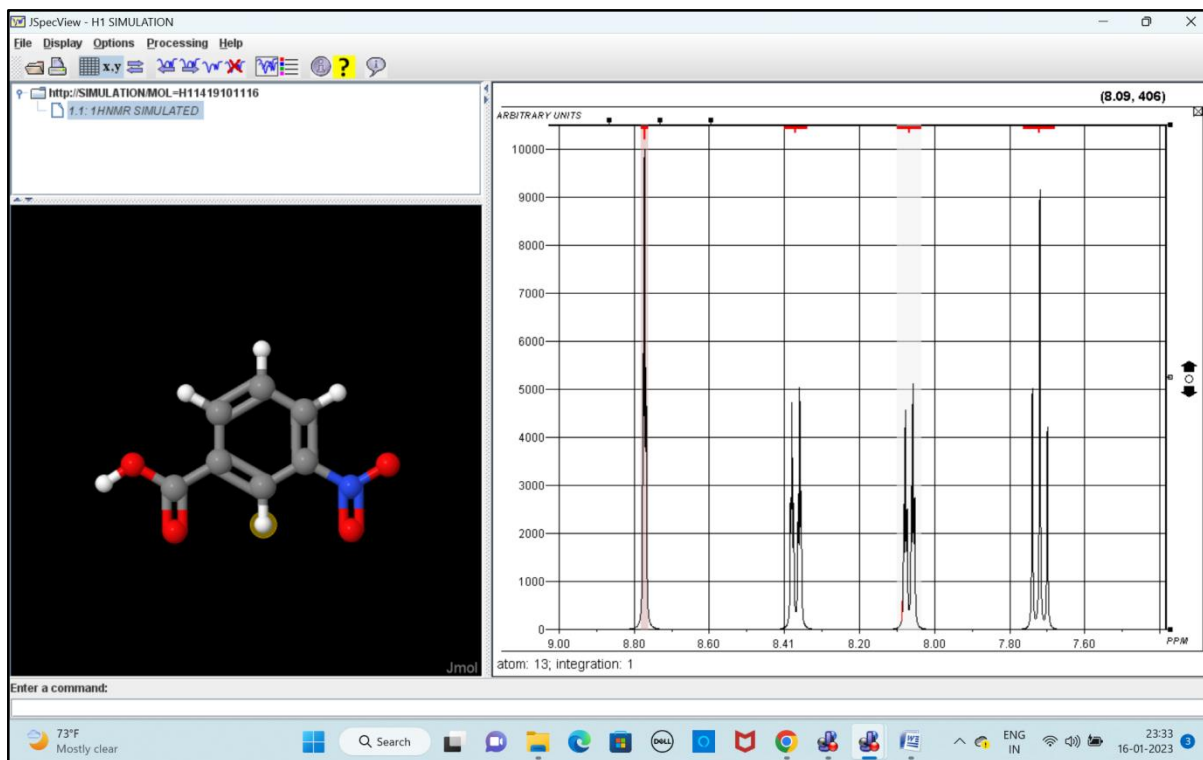 JSpecView - H1 SIMULATION
File Display Options Processing Help
x,y
?
http://SIMULATION/MOL=H11419101116
1.1: 1HNMR SIMULATED
(8.09, 406)
ARBITRARY UNITS
10000
9000
8000
7000
6000
5000
4000
3000
2000
1000
0
9.00 8.80 8.60 8.41 8.20 8.00 7.80 7.60 PPM
Jmol
atom: 13; integration: 1
Enter a command:
73°F
Mostly clear
Search
DELL
W
ENG
IN
23:33
16-01-2023
3